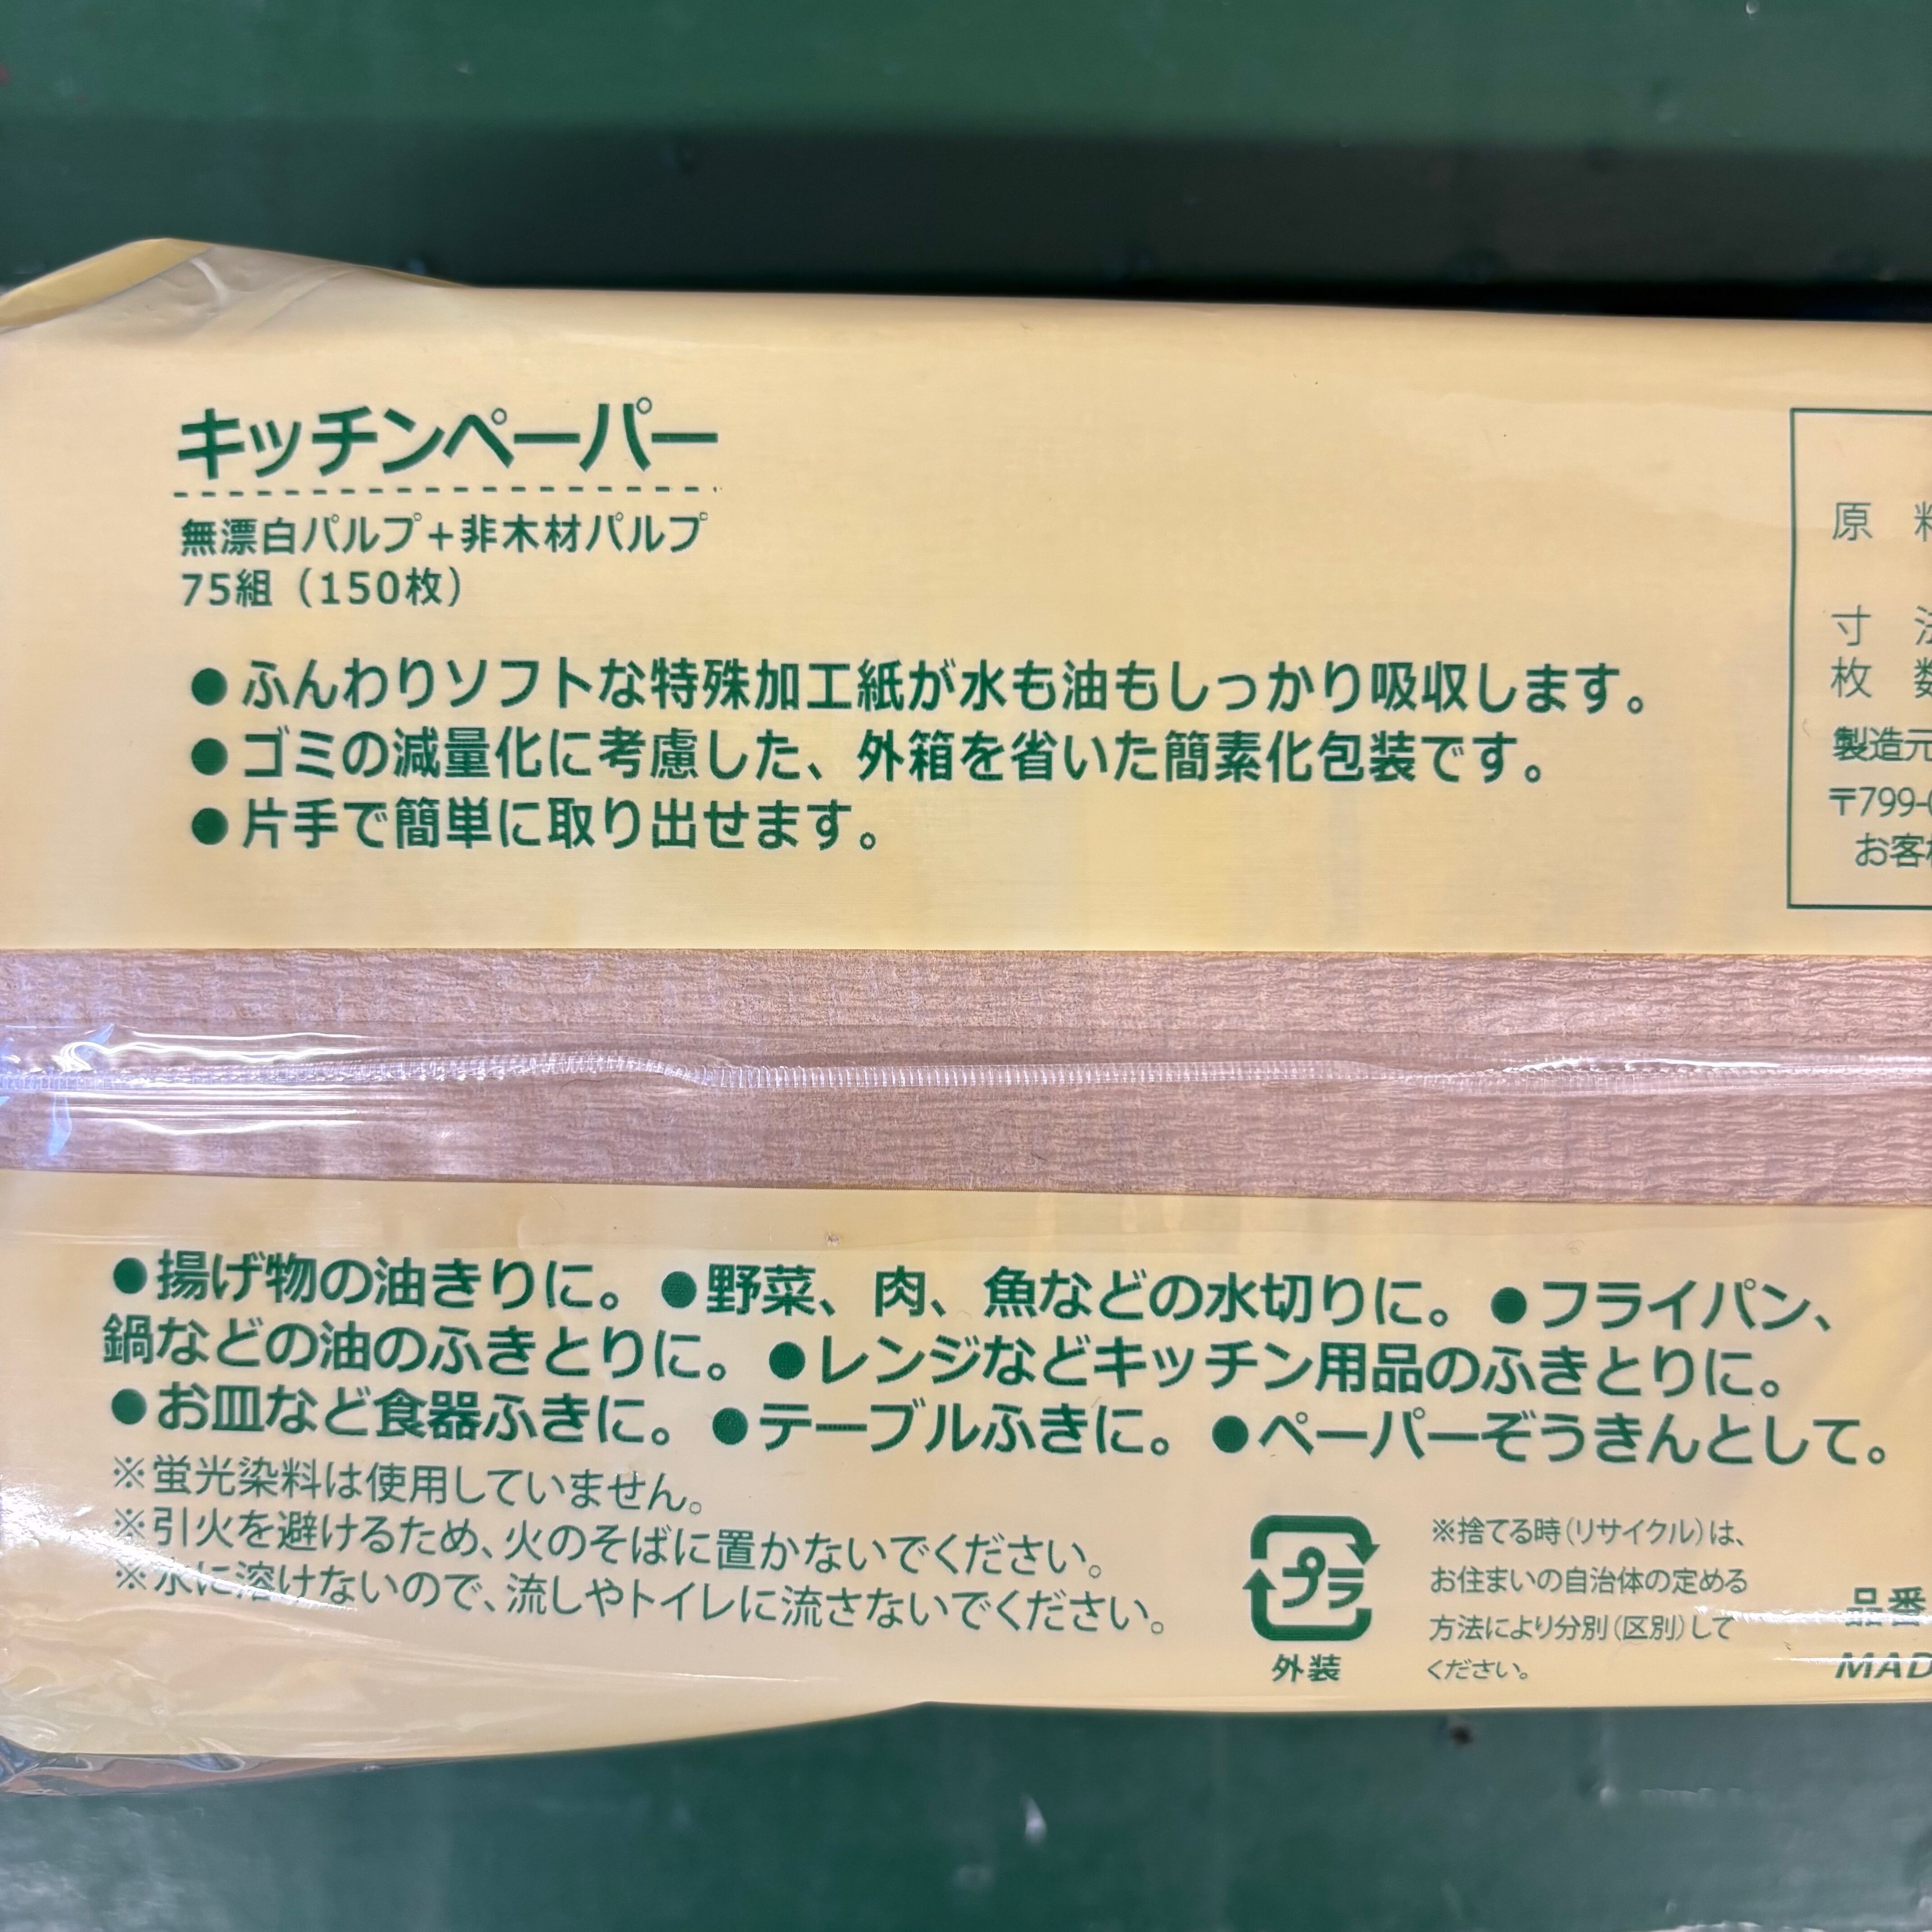 キッチンペーパー
無漂白パルプ+非木材パルプ
75組（150枚）
●ふんわりソフトな特殊加工紙が水も油もしっかり吸収します。
●ゴミの減量化に考慮した、外箱を省いた簡素化包装です。
●片手で簡単に取り出せます。
原
寸
枚
製造元
〒799-
お客
●揚げ物の油きりに。●野菜、肉、魚などの水切りに。●フライパン、
鍋などの油のふきとりに。●レンジなどキッチン用品のふきとりに。
●お皿など食器ふきに。●テーブルふきに。●ペーパーぞうきんとして。
※蛍光染料は使用していません。
※引火を避けるため、火のそばに置かないでください。
※水に溶けないので、流しやトイレに流さないでください。
プラ
外装
※捨てる時（リサイクル）は、
お住まいの自治体の定める
方法により分別（区別）して
ください。
品番
MAD